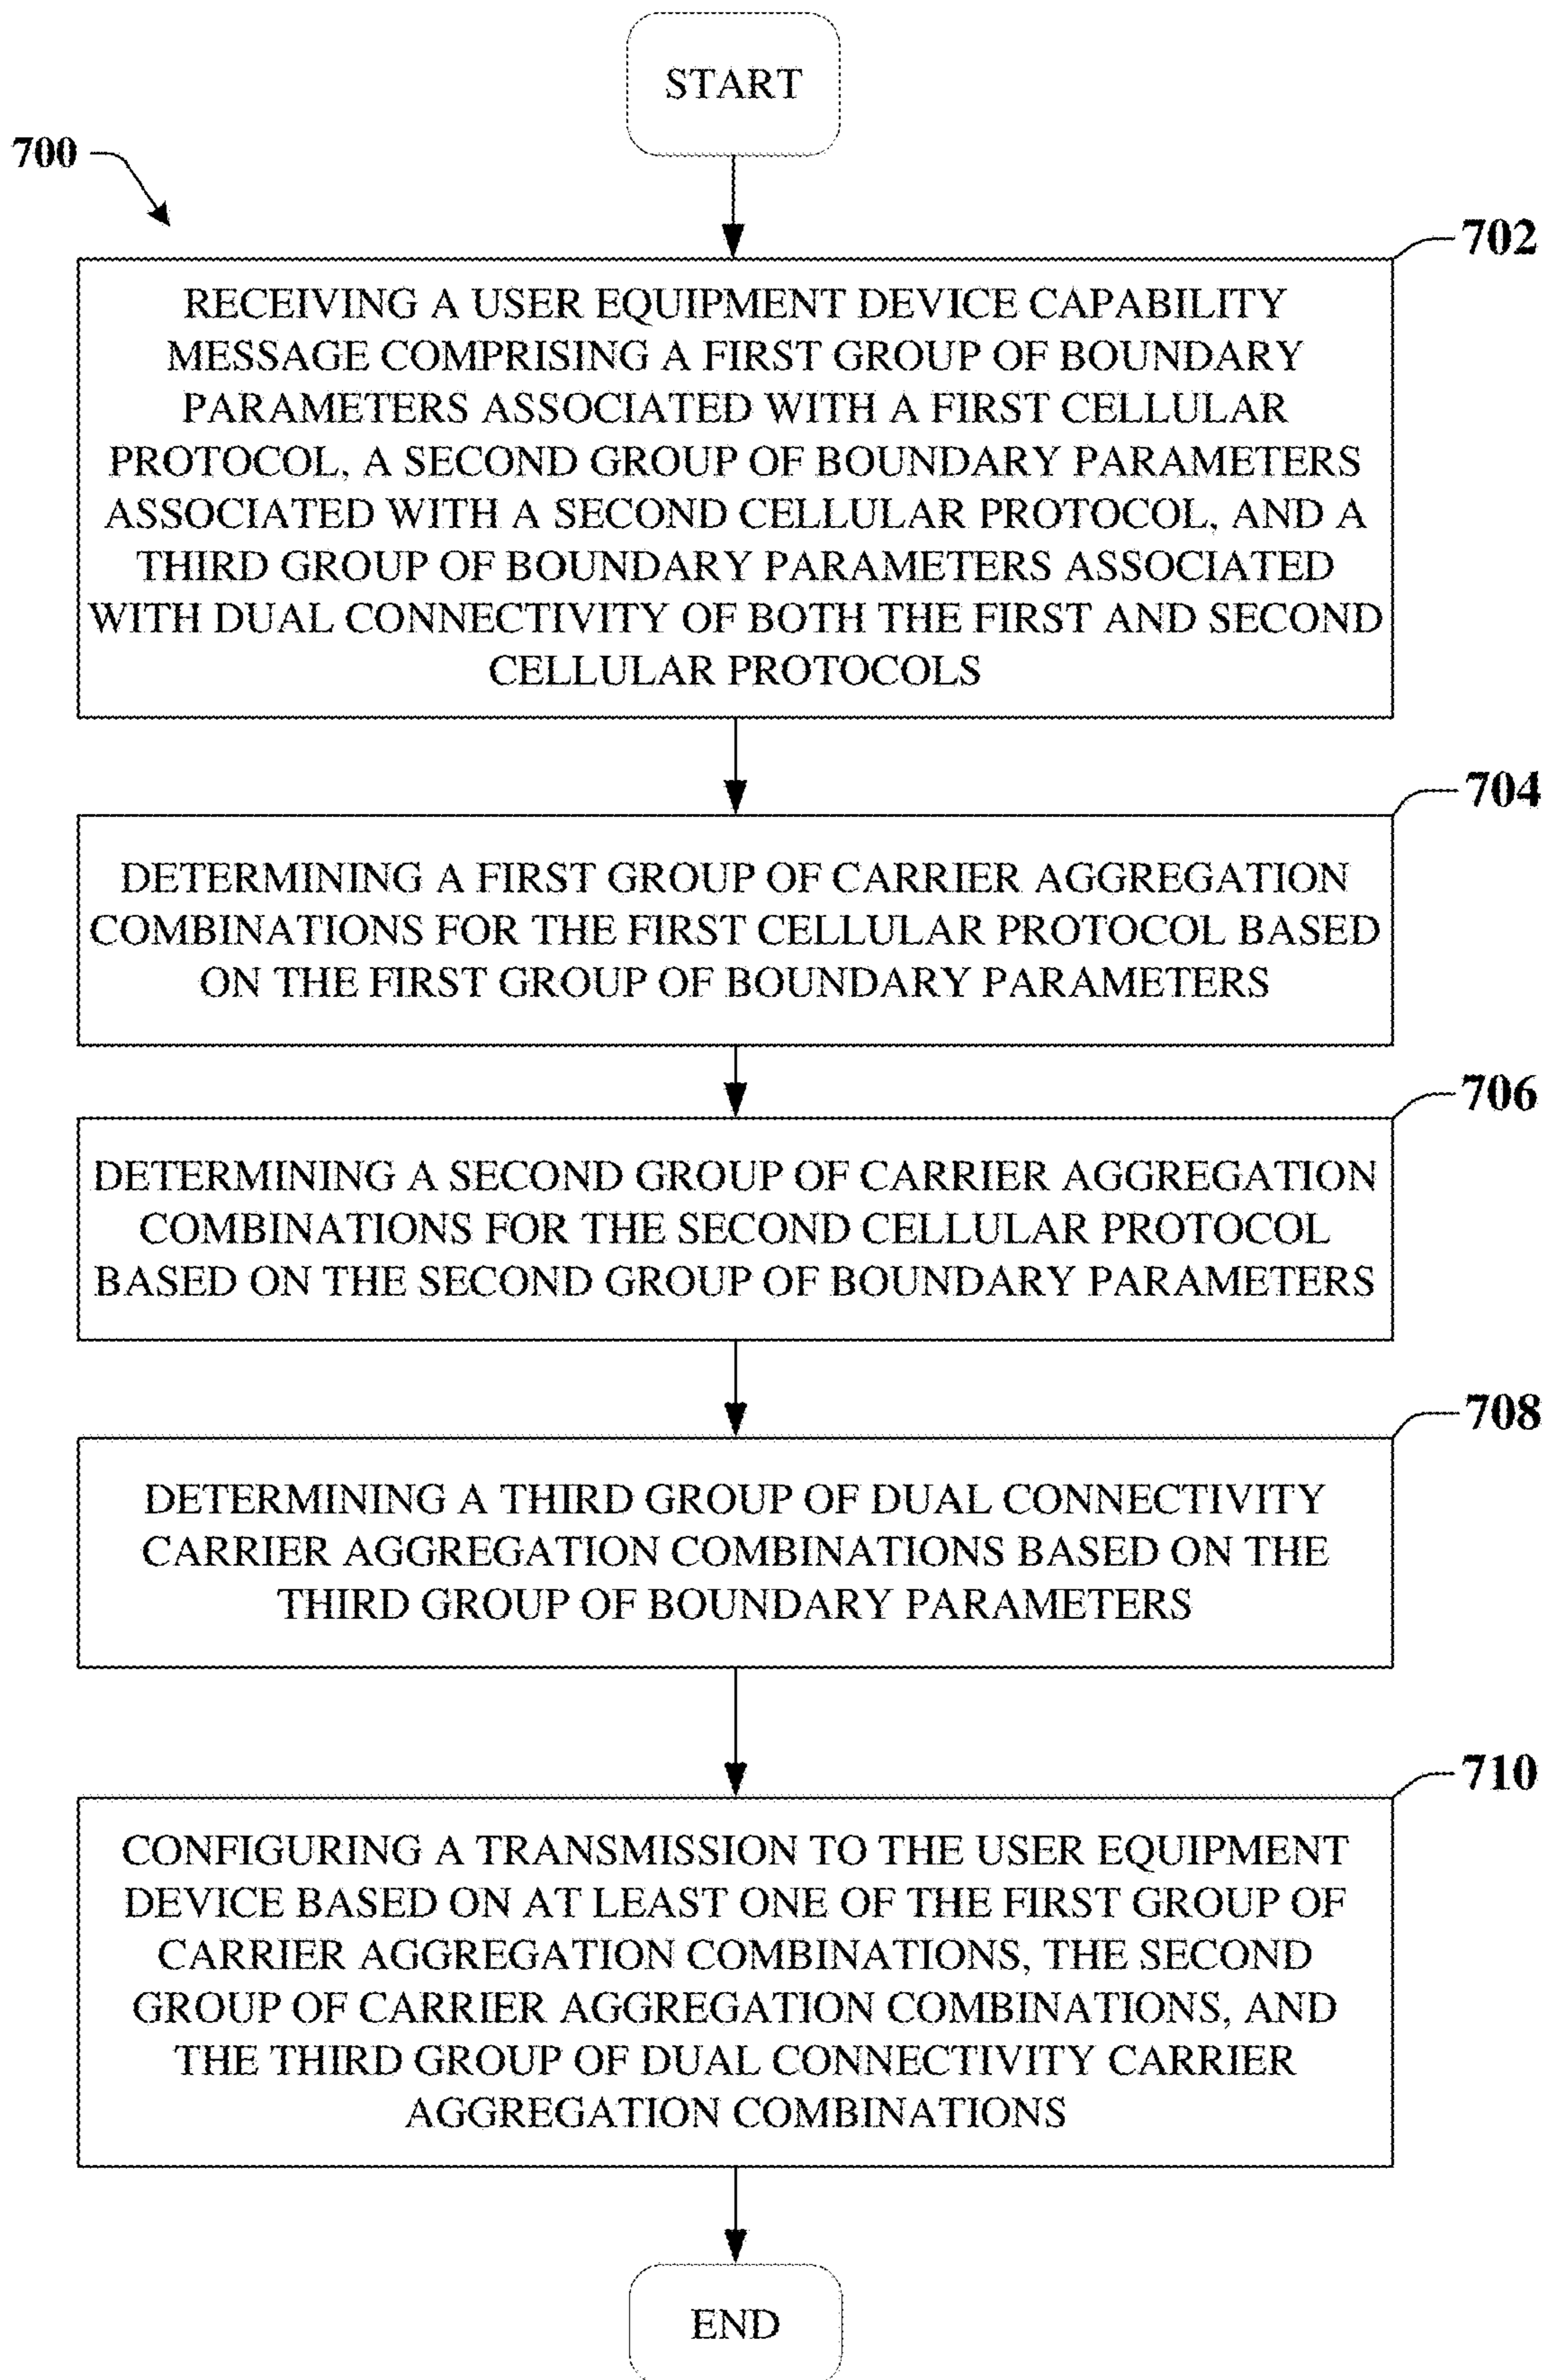 START
700
702
RECEIVING A USER EQUIPMENT DEVICE CAPABILITY
MESSAGE COMPRISING A FIRST GROUP OF BOUNDARY
PARAMETERS ASSOCIATED WITH A FIRST CELLULAR
PROTOCOL, A SECOND GROUP OF BOUNDARY PARAMETERS
ASSOCIATED WITH A SECOND CELLULAR PROTOCOL, AND A
THIRD GROUP OF BOUNDARY PARAMETERS ASSOCIATED
WITH DUAL CONNECTIVITY OF BOTH THE FIRST AND SECOND
CELLULAR PROTOCOLS
704
DETERMINING A FIRST GROUP OF CARRIER AGGREGATION
COMBINATIONS FOR THE FIRST CELLULAR PROTOCOL BASED
ON THE FIRST GROUP OF BOUNDARY PARAMETERS
706
DETERMINING A SECOND GROUP OF CARRIER AGGREGATION
COMBINATIONS FOR THE SECOND CELLULAR PROTOCOL
BASED ON THE SECOND GROUP OF BOUNDARY PARAMETERS
708
DETERMINING A THIRD GROUP OF DUAL CONNECTIVITY
CARRIER AGGREGATION COMBINATIONS BASED ON THE
THIRD GROUP OF BOUNDARY PARAMETERS
710
CONFIGURING A TRANSMISSION TO THE USER EQUIPMENT
DEVICE BASED ON AT LEAST ONE OF THE FIRST GROUP OF
CARRIER AGGREGATION COMBINATIONS, THE SECOND
GROUP OF CARRIER AGGREGATION COMBINATIONS, AND
THE THIRD GROUP OF DUAL CONNECTIVITY CARRIER
AGGREGATION COMBINATIONS
END